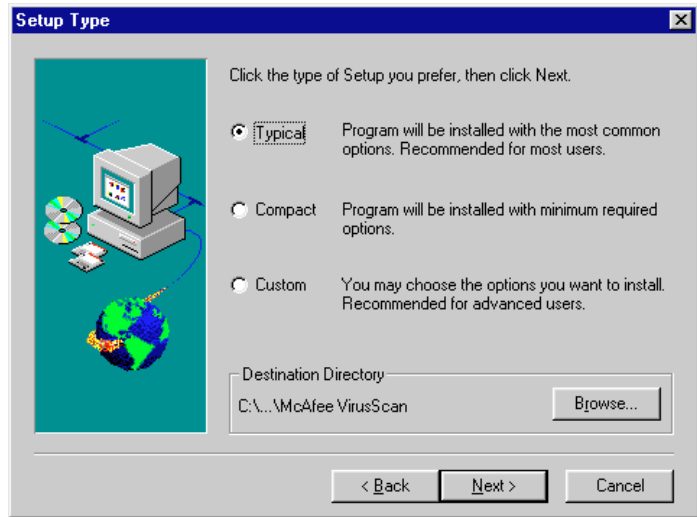 Setup Type
Click the type of Setup you prefer, then click Next.
Typical
Program will be installed with the most common
options. Recommended for most users.
Compact
Program will be installed with minimum required
options.
Custom
You may choose the options you want to install.
Recommended for advanced users.
Destination Directory
C:\...\McAfee VirusScan
Browse...
< Back
Next >
Cancel